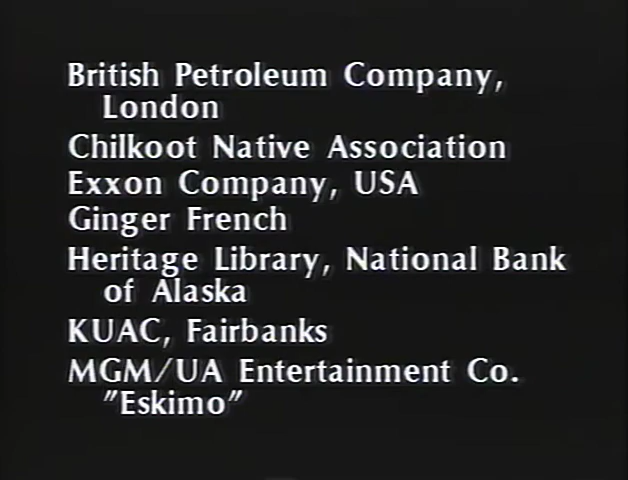 British Petroleum Company,
London
Chilkoot Native Association
Exxon Company, USA
Ginger French
Heritage Library, National Bank
of Alaska
KUAC, Fairbanks
MGM/UA Entertainment Co.
"Eskimo"